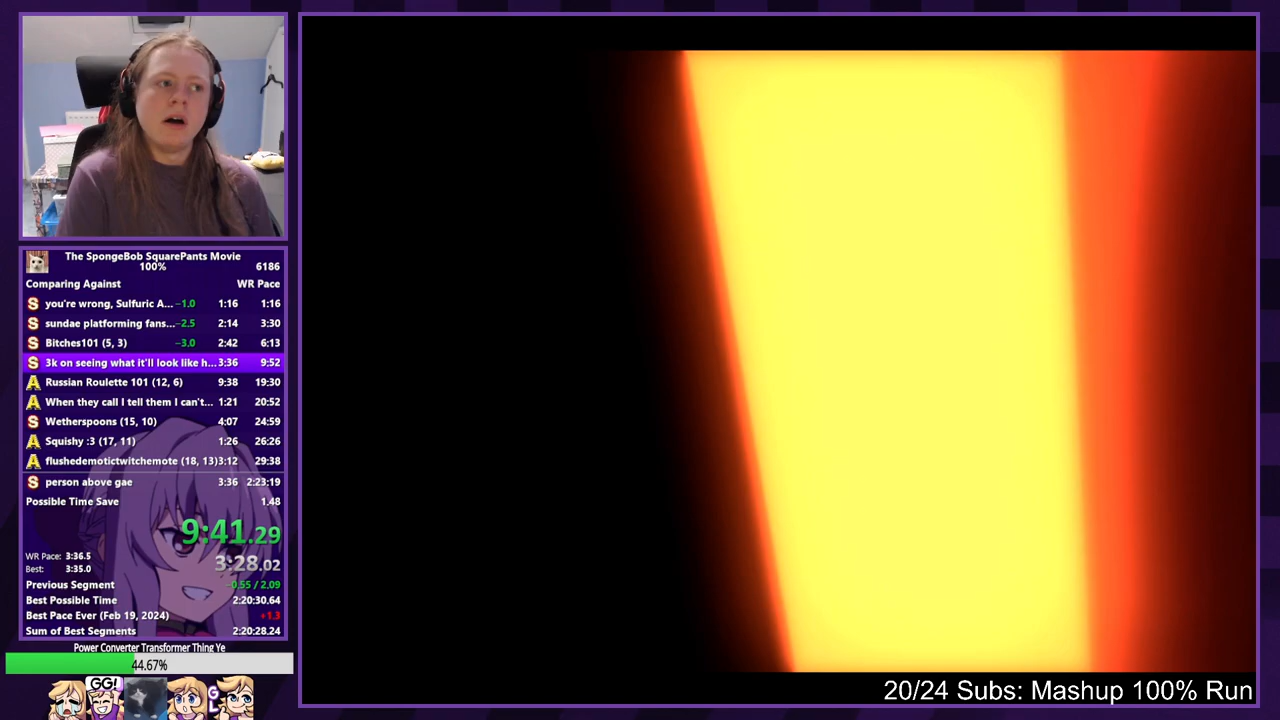 The SpongeBob SquarePants Movie
100% 6186
Comparing Against WR Pace
S you're wrong, Sulfuric A... −1.0 1:16 1:16
S sundae platforming fans... −2.5 2:14 3:30
S Bitches101 (5, 3) −3.0 2:42 6:13
S 3k on seeing what it'll look like h... 3:36 9:52
A Russian Roulette 101 (12, 6) 9:38 19:30
A When they call I tell them I can't... 1:21 20:52
S Wetherspoons (15, 10) 4:07 24:59
A Squishy :3 (17, 11) 1:26 26:26
A flushedemotictwitchemote (18, 13) 3:12 29:38
S person above gae 3:36 2:23:19
Possible Time Save 1.48
9:41.29
WR Pace: 3:36.5
Best: 3:35.0
3:28.02
Previous Segment −0.55 / 2.09
Best Possible Time 2:20:30.64
Best Pace Ever (Feb 19, 2024) +1.3
Sum of Best Segments 2:20:28.24
Power Converter Transformer Thing Ye
44.67%
GG!
GL
20/24 Subs: Mashup 100% Run